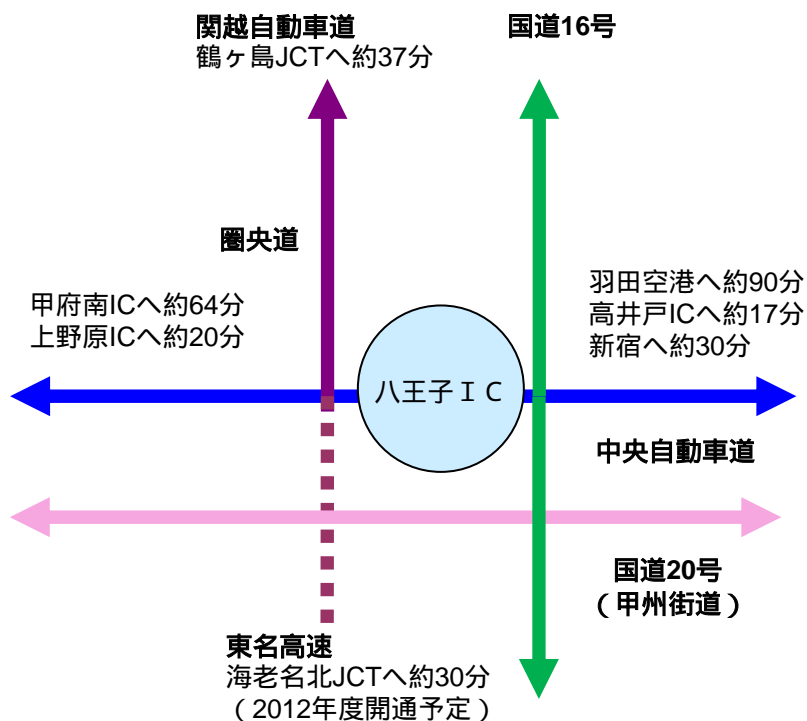 関越自動車道
鶴ヶ島JCTへ約37分
国道16号
圏央道
甲府南ICへ約64分
上野原ICへ約20分
羽田空港へ約90分
高井戸ICへ約17分
新宿へ約30分
八王子ＩＣ
中央自動車道
国道20号
（甲州街道）
東名高速
海老名北JCTへ約30分
（2012年度開通予定）